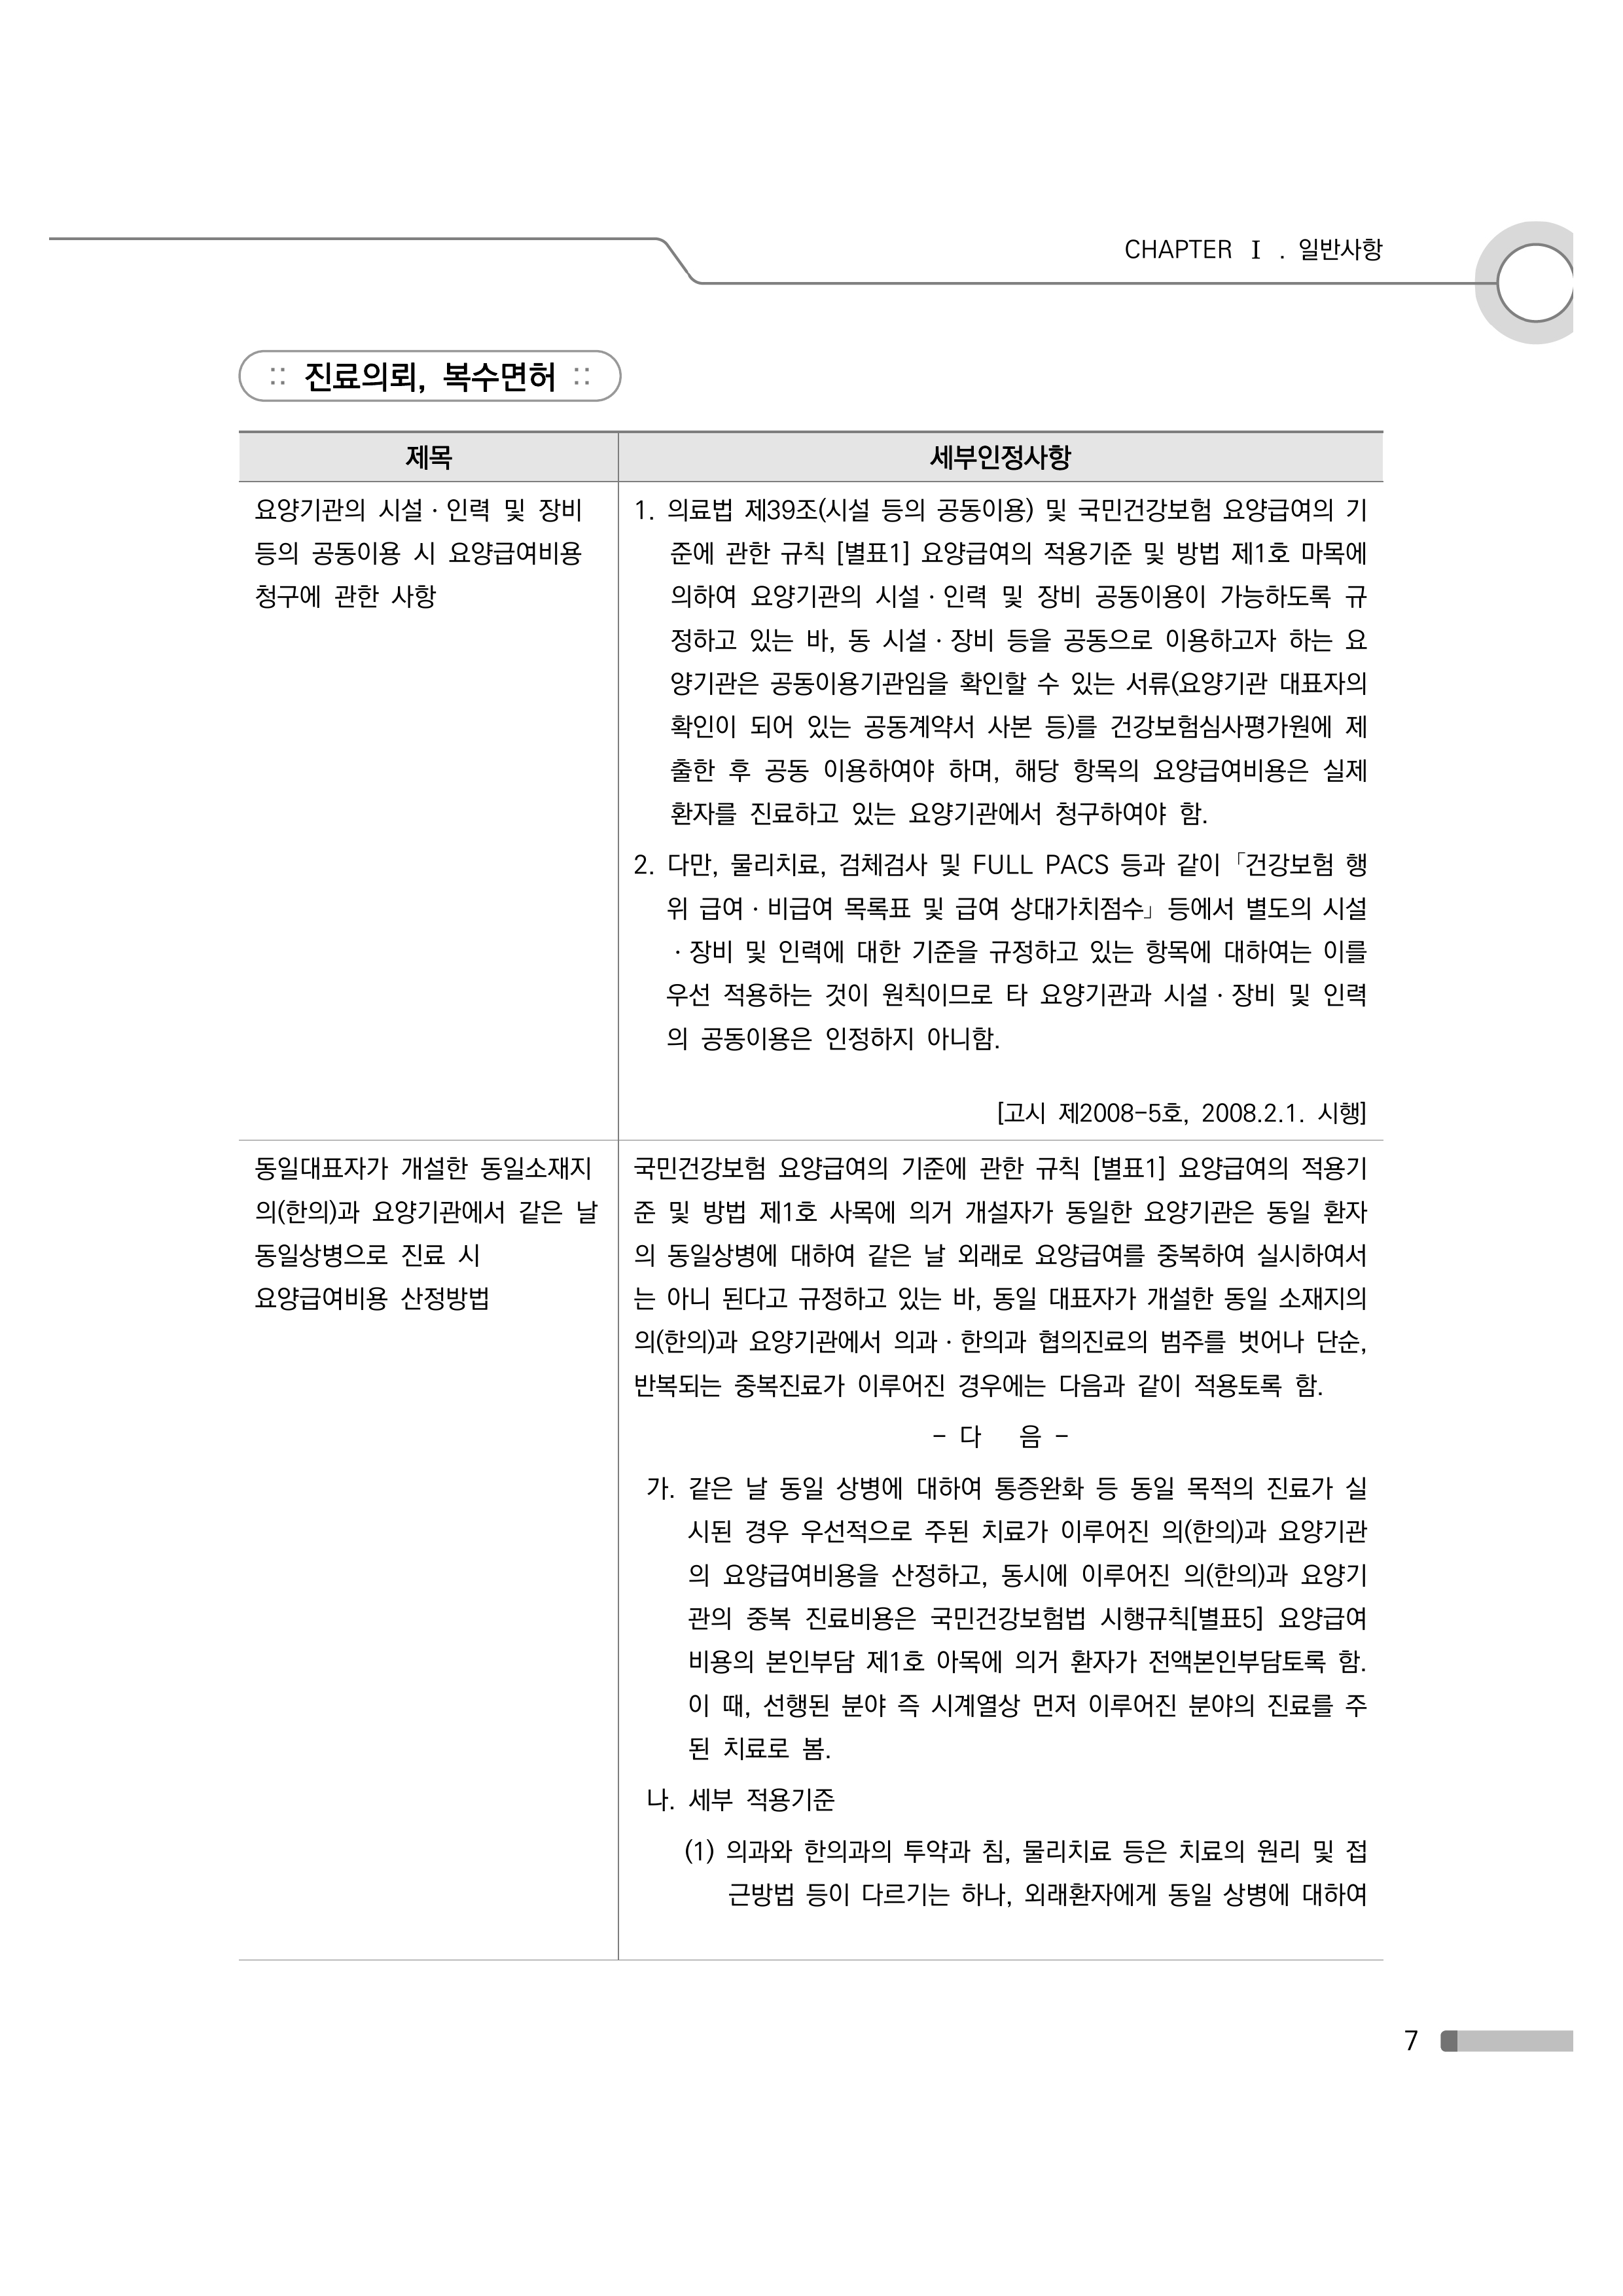 CHAPTER Ⅰ. 일반사항
:: 진료의뢰, 복수면허 ::
제목
세부인정사항
요양기관의 시설·인력 및 장비
등의 공동이용 시 요양급여비용
청구에 관한 사항
1. 의료법 제39조(시설 등의 공동이용) 및 국민건강보험 요양급여의 기
준에 관한 규칙 [별표1] 요양급여의 적용기준 및 방법 제1호 마목에
의하여 요양기관의 시설·인력 및 장비 공동이용이 가능하도록 규
정하고 있는 바, 동 시설·장비 등을 공동으로 이용하고자 하는 요
양기관은 공동이용기관임을 확인할 수 있는 서류(요양기관 대표자의
확인이 되어 있는 공동계약서 사본 등)를 건강보험심사평가원에 제
출한 후 공동 이용하여야 하며, 해당 항목의 요양급여비용은 실제
환자를 진료하고 있는 요양기관에서 청구하여야 함.
2. 다만, 물리치료, 검체검사 및 FULL PACS 등과 같이「건강보험 행
위 급여·비급여 목록표 및 급여 상대가치점수」등에서 별도의 시설
·장비 및 인력에 대한 기준을 규정하고 있는 항목에 대하여는 이를
우선 적용하는 것이 원칙이므로 타 요양기관과 시설·장비 및 인력
의 공동이용은 인정하지 아니함.
[고시 제2008-5호, 2008.2.1. 시행]
동일대표자가 개설한 동일소재지
의(한의)과 요양기관에서 같은 날
동일상병으로 진료 시
요양급여비용 산정방법
국민건강보험 요양급여의 기준에 관한 규칙 [별표1] 요양급여의 적용기
준 및 방법 제1호 사목에 의거 개설자가 동일한 요양기관은 동일 환자
의 동일상병에 대하여 같은 날 외래로 요양급여를 중복하여 실시하여서
는 아니 된다고 규정하고 있는 바, 동일 대표자가 개설한 동일 소재지의
의(한의)과 요양기관에서 의과·한의과 협의진료의 범주를 벗어나 단순,
반복되는 중복진료가 이루어진 경우에는 다음과 같이 적용토록 함.
- 다 음 -
가. 같은 날 동일 상병에 대하여 통증완화 등 동일 목적의 진료가 실
시된 경우 우선적으로 주된 치료가 이루어진 의(한의)과 요양기관
의 요양급여비용을 산정하고, 동시에 이루어진 의(한의)과 요양기
관의 중복 진료비용은 국민건강보험법 시행규칙[별표5] 요양급여
비용의 본인부담 제1호 아목에 의거 환자가 전액본인부담토록 함.
이 때, 선행된 분야 즉 시계열상 먼저 이루어진 분야의 진료를 주
된 치료로 봄.
나. 세부 적용기준
(1) 의과와 한의과의 투약과 침, 물리치료 등은 치료의 원리 및 접
근방법 등이 다르기는 하나, 외래환자에게 동일 상병에 대하여
7